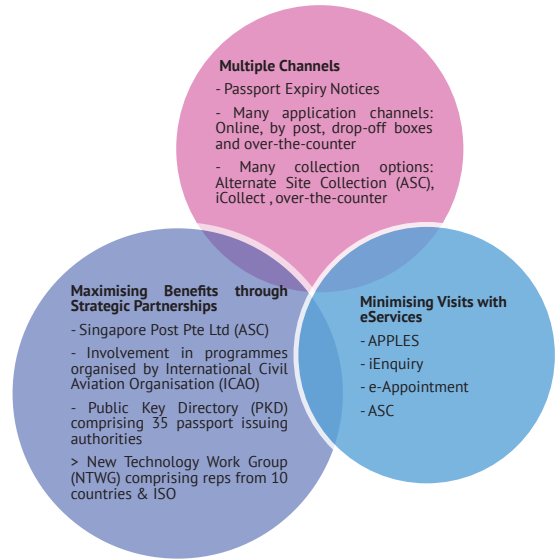 Multiple Channels
- Passport Expiry Notices
- Many application channels:
Online, by post, drop-off boxes
and over-the-counter
- Many collection options:
Alternate Site Collection (ASC),
iCollect , over-the-counter
Maximising Benefits through
Strategic Partnerships
- Singapore Post Pte Ltd (ASC)
- Involvement in programmes
organised by International Civil
Aviation Organisation (ICAO)
- Public Key Directory (PKD)
comprising 35 passport issuing
authorities
> New Technology Work Group
(NTWG) comprising reps from 10
countries & ISO
Minimising Visits with
eServices
- APPLES
- iEnquiry
- e-Appointment
- ASC